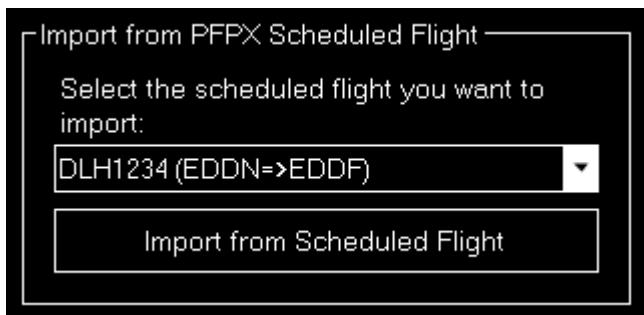 Import from PFPX Scheduled Flight
Select the scheduled flight you want to
import:
DLH1234 (EDDN=>EDDF)
Import from Scheduled Flight